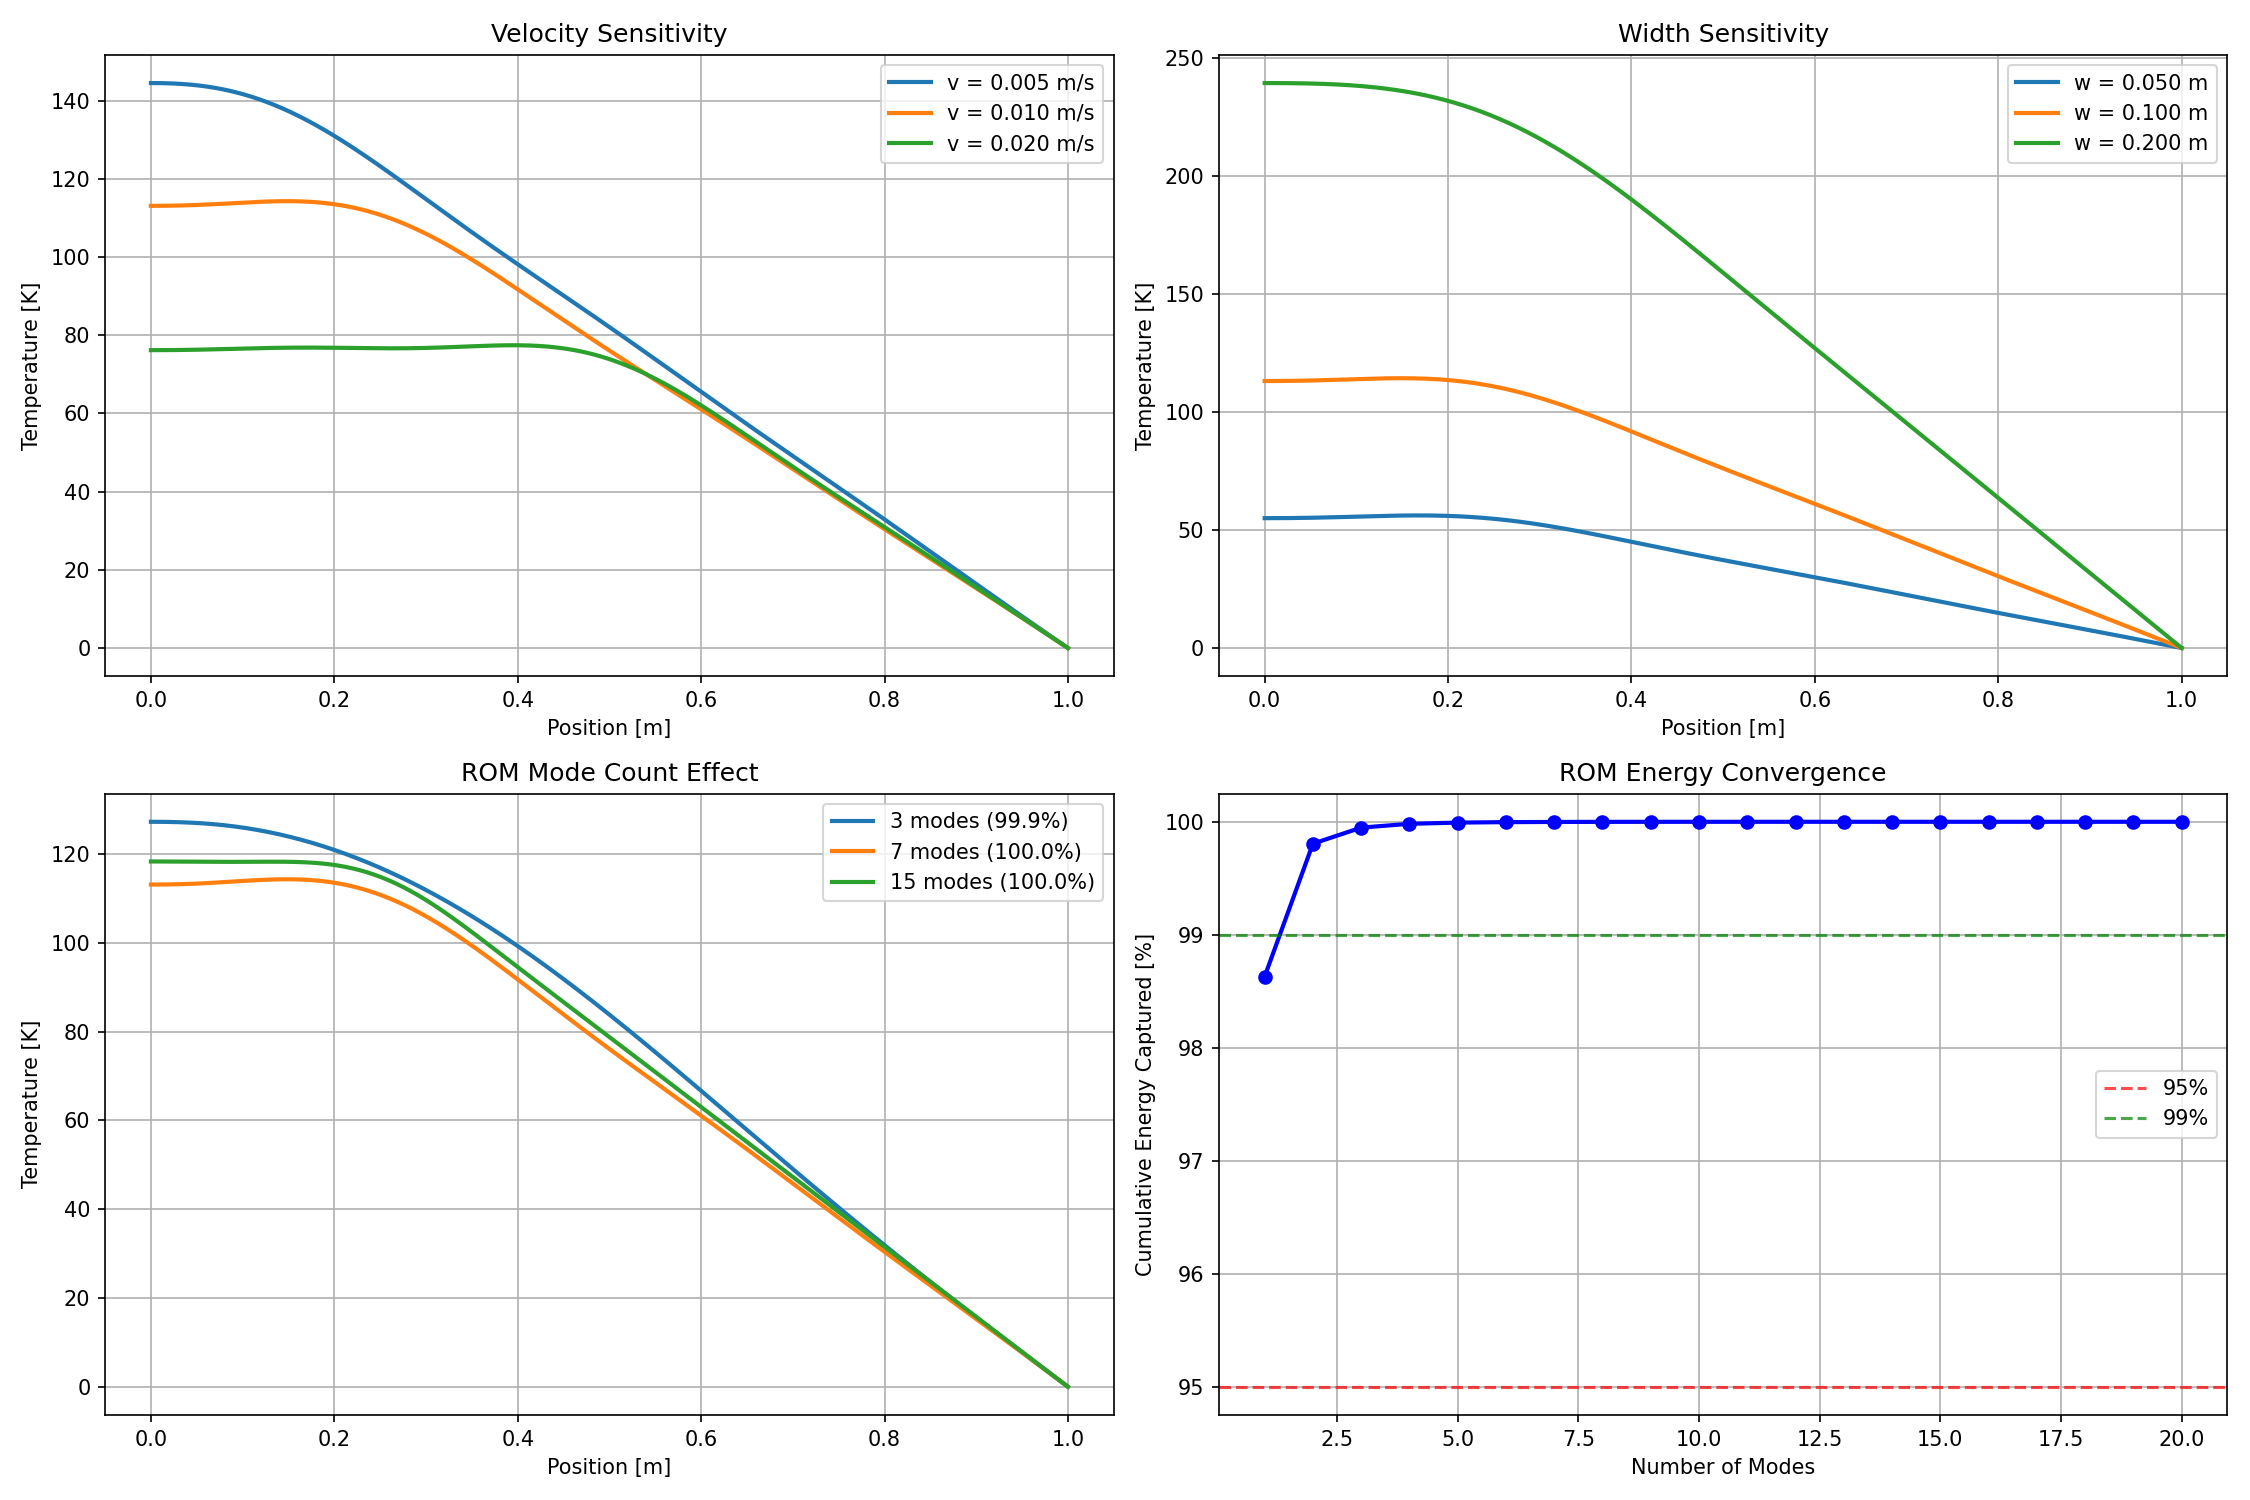 Velocity Sensitivity
Temperature [K]
140
120
100
80
60
40
20
0
v = 0.005 m/s
v = 0.010 m/s
v = 0.020 m/s
0.0 0.2 0.4 0.6 0.8 1.0
Position [m]
Width Sensitivity
Temperature [K]
250
200
150
100
50
0
w = 0.050 m
w = 0.100 m
w = 0.200 m
0.0 0.2 0.4 0.6 0.8 1.0
Position [m]
ROM Mode Count Effect
Temperature [K]
120
100
80
60
40
20
0
3 modes (99.9%)
7 modes (100.0%)
15 modes (100.0%)
0.0 0.2 0.4 0.6 0.8 1.0
Position [m]
ROM Energy Convergence
Cumulative Energy Captured [%]
100
99
98
97
96
95
95%
99%
2.5 5.0 7.5 10.0 12.5 15.0 17.5 20.0
Number of Modes